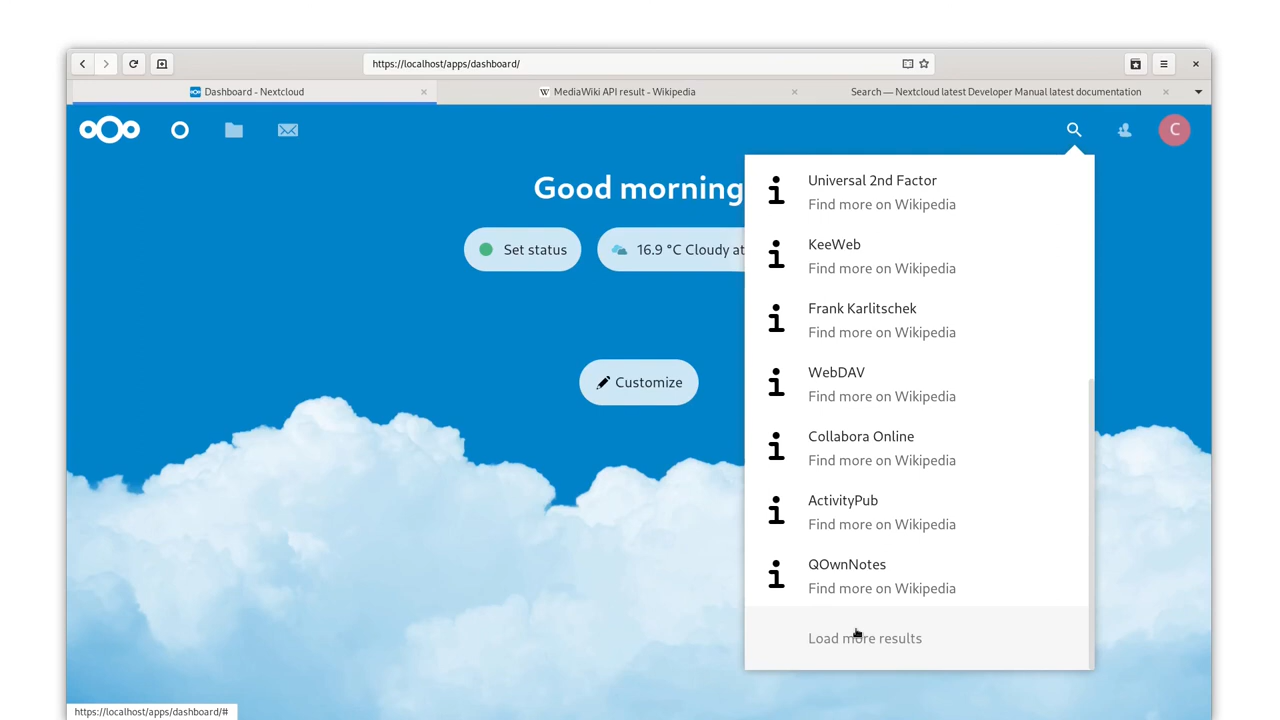 https://localhost/apps/dashboard/
Dashboard - Nextcloud
W MediaWiki API result - Wikipedia
Search — Nextcloud latest Developer Manual latest documentation
C
Good morning
Set status
16.9 °C Cloudy at
Customize
Universal 2nd Factor
Find more on Wikipedia
KeeWeb
Find more on Wikipedia
Frank Karlitschek
Find more on Wikipedia
WebDAV
Find more on Wikipedia
Collabora Online
Find more on Wikipedia
ActivityPub
Find more on Wikipedia
QOwnNotes
Find more on Wikipedia
Load more results
https://localhost/apps/dashboard/#